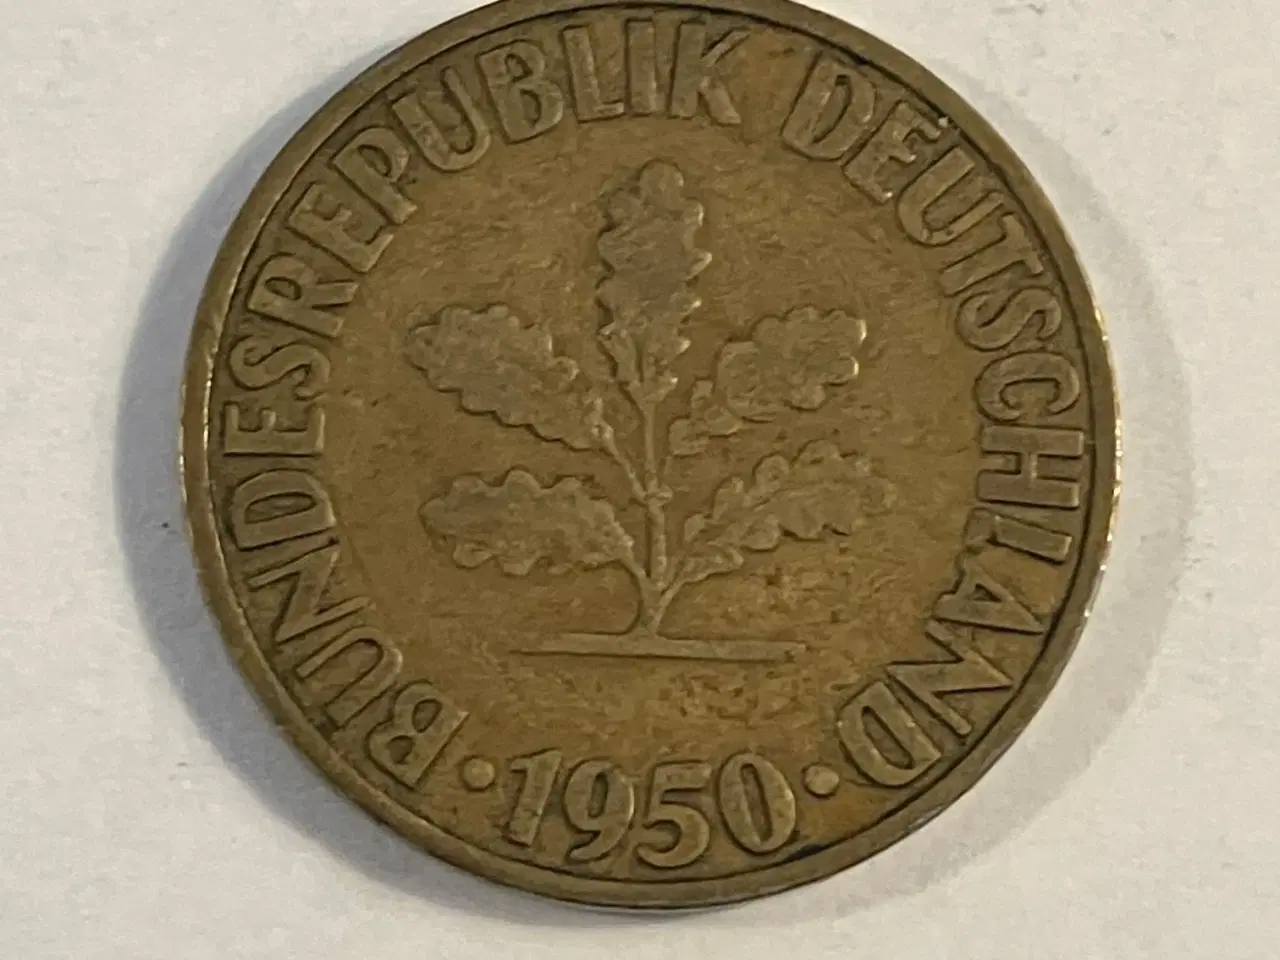 BUNDESREPUBLIK DEUTSCHLAND
· 1950 ·